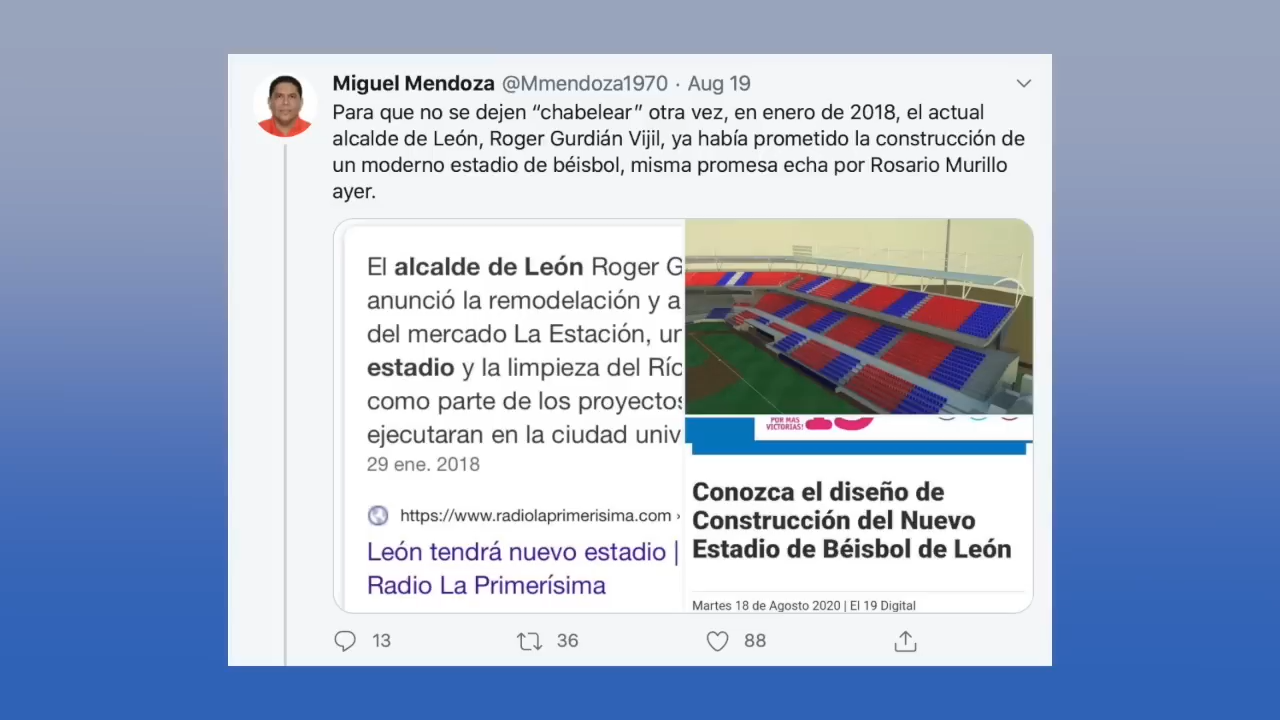 Miguel Mendoza @Mmendoza1970 · Aug 19
Para que no se dejen “chabelear” otra vez, en enero de 2018, el actual
alcalde de León, Roger Gurdián Vijil, ya había prometido la construcción de
un moderno estadio de béisbol, misma promesa echa por Rosario Murillo
ayer.
El alcalde de León Roger G
anunció la remodelación y a
del mercado La Estación, un
estadio y la limpieza del Río
como parte de los proyectos
ejecutaran en la ciudad univ
29 ene. 2018
https://www.radiolaprimerisima.com ›
León tendrá nuevo estadio |
Radio La Primerísima
POR MÁS
VICTORIAS!
Conozca el diseño de
Construcción del Nuevo
Estadio de Béisbol de León
Martes 18 de Agosto 2020 | El 19 Digital
13
36
88